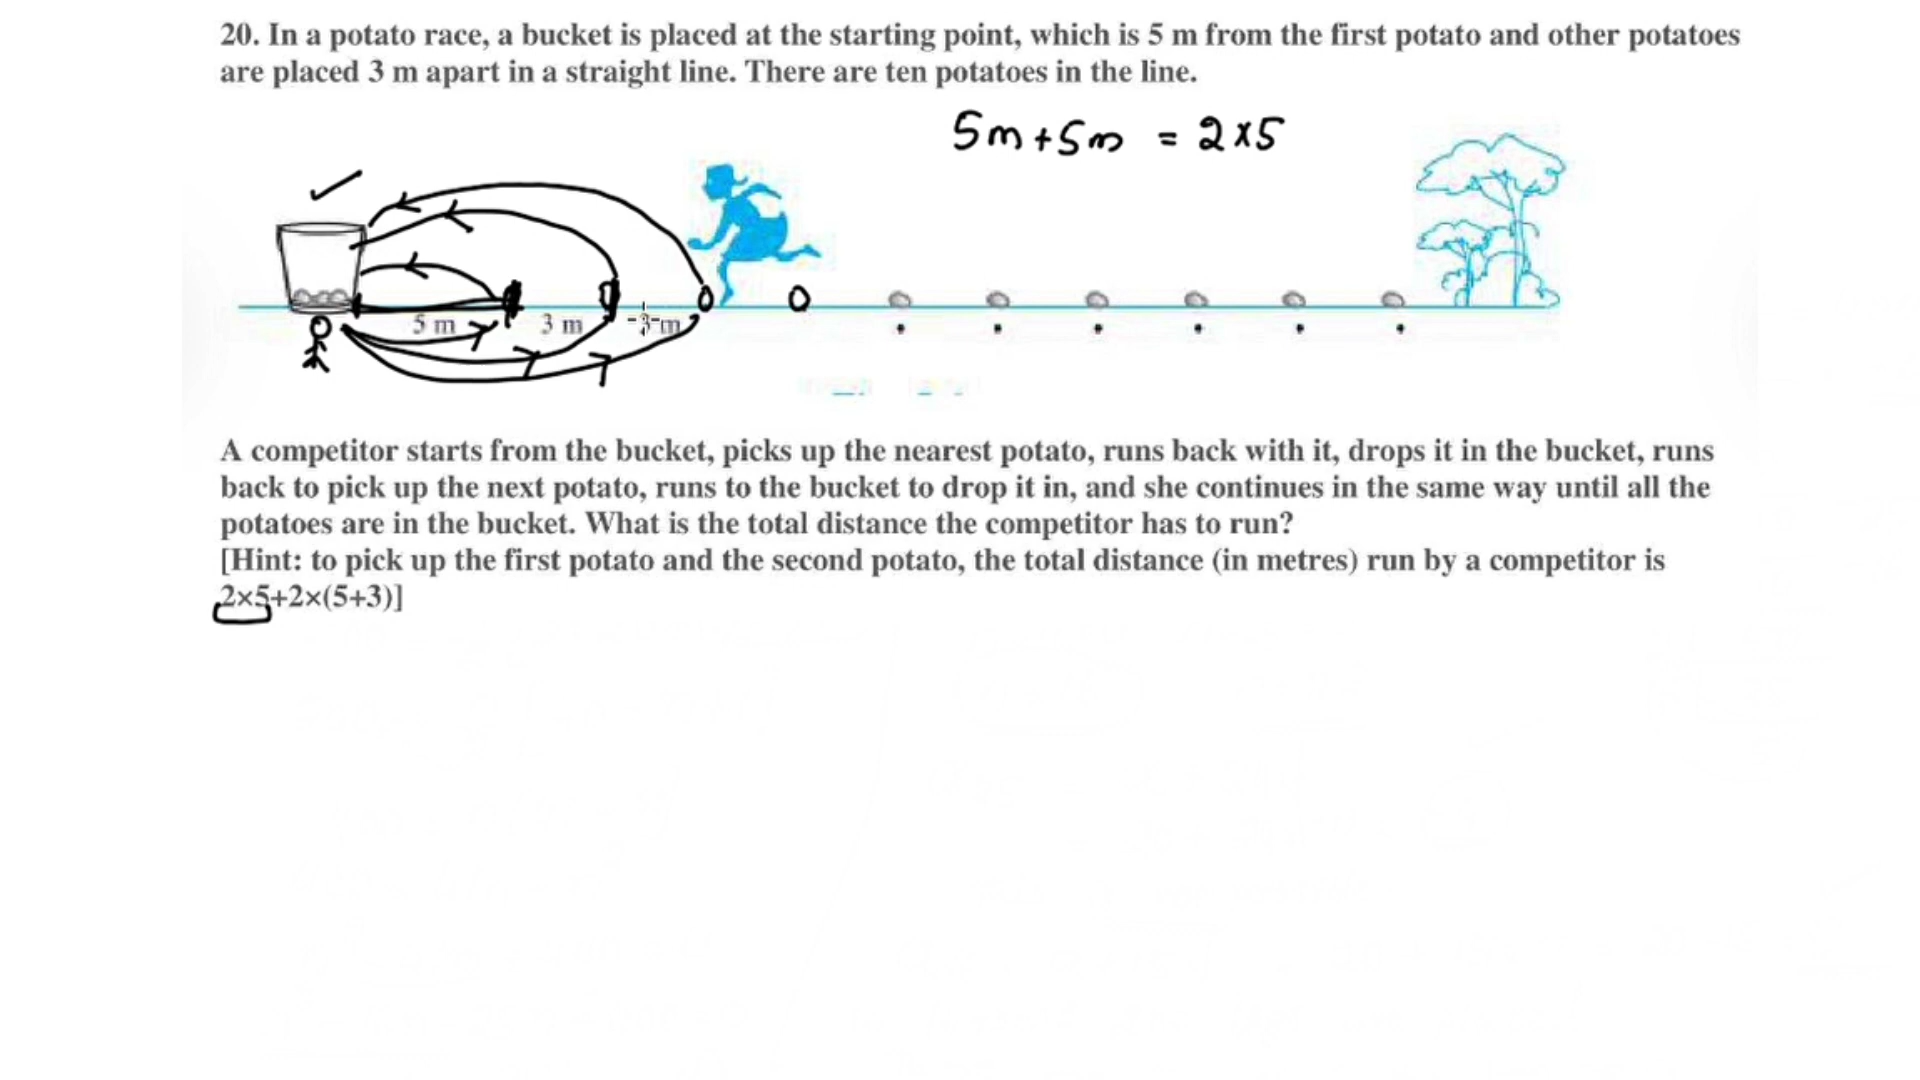 20. In a potato race, a bucket is placed at the starting point, which is 5 m from the first potato and other potatoes
are placed 3 m apart in a straight line. There are ten potatoes in the line.
5m+5m = 2×5
5 m 3 m 3 m
A competitor starts from the bucket, picks up the nearest potato, runs back with it, drops it in the bucket, runs
back to pick up the next potato, runs to the bucket to drop it in, and she continues in the same way until all the
potatoes are in the bucket. What is the total distance the competitor has to run?
[Hint: to pick up the first potato and the second potato, the total distance (in metres) run by a competitor is
2×5+2×(5+3)]